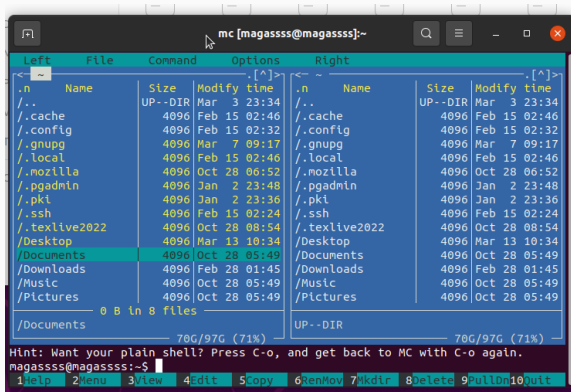 mc [magassss@magassss]:~
Left File Command Options Right
<- ~ .[^]> <- ~ .[^]>
.n Name Size Modify time .n Name Size Modify time
/.. UP--DIR Mar 3 23:34 /.. UP--DIR Mar 3 23:34
/.cache 4096 Feb 15 02:46 /.cache 4096 Feb 15 02:46
/.config 4096 Feb 15 02:32 /.config 4096 Feb 15 02:32
/.gnupg 4096 Mar 7 09:17 /.gnupg 4096 Mar 7 09:17
/.local 4096 Feb 15 02:46 /.local 4096 Feb 15 02:46
/.mozilla 4096 Oct 28 06:52 /.mozilla 4096 Oct 28 06:52
/.pgadmin 4096 Jan 2 23:48 /.pgadmin 4096 Jan 2 23:48
/.pki 4096 Jan 2 23:36 /.pki 4096 Jan 2 23:36
/.ssh 4096 Feb 15 02:24 /.ssh 4096 Feb 15 02:24
/.texlive2022 4096 Oct 28 08:54 /.texlive2022 4096 Oct 28 08:54
/Desktop 4096 Mar 13 10:34 /Desktop 4096 Mar 13 10:34
/Documents 4096 Oct 28 05:49 /Documents 4096 Oct 28 05:49
/Downloads 4096 Feb 28 01:45 /Downloads 4096 Feb 28 01:45
/Music 4096 Oct 28 05:49 /Music 4096 Oct 28 05:49
/Pictures 4096 Oct 28 05:49 /Pictures 4096 Oct 28 05:49
0 B in 8 files
/Documents UP--DIR
70G/97G (71%) 70G/97G (71%)
Hint: Want your plain shell? Press C-o, and get back to MC with C-o again.
magassss@magassss:~$
1Help 2Menu 3View 4Edit 5Copy 6RenMov 7Mkdir 8Delete 9PullDn 10Quit